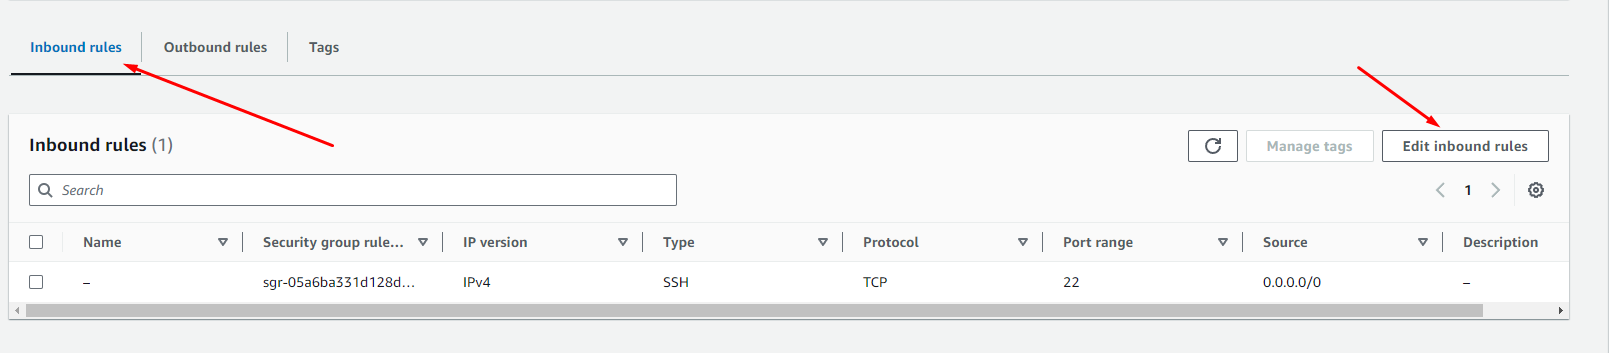 Inbound rules Outbound rules Tags
Inbound rules (1) Manage tags Edit inbound rules
Search 1
Name Security group rule... IP version Type Protocol Port range Source Description
– sgr-05a6ba331d128d... IPv4 SSH TCP 22 0.0.0.0/0 –